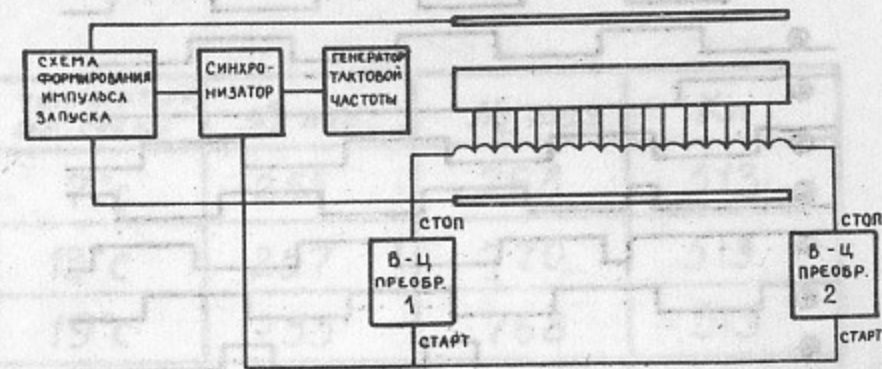 СХЕМА
ФОРМИРОВАНИЯ
ИМПУЛЬСА
ЗАПУСКА
СИНХРО-
НИЗАТОР
ГЕНЕРАТОР
ТАКТОВОЙ
ЧАСТОТЫ
СТОП
В-Ц
ПРЕОБР.
1
СТАРТ
СТОП
В-Ц
ПРЕОБР.
2
СТАРТ